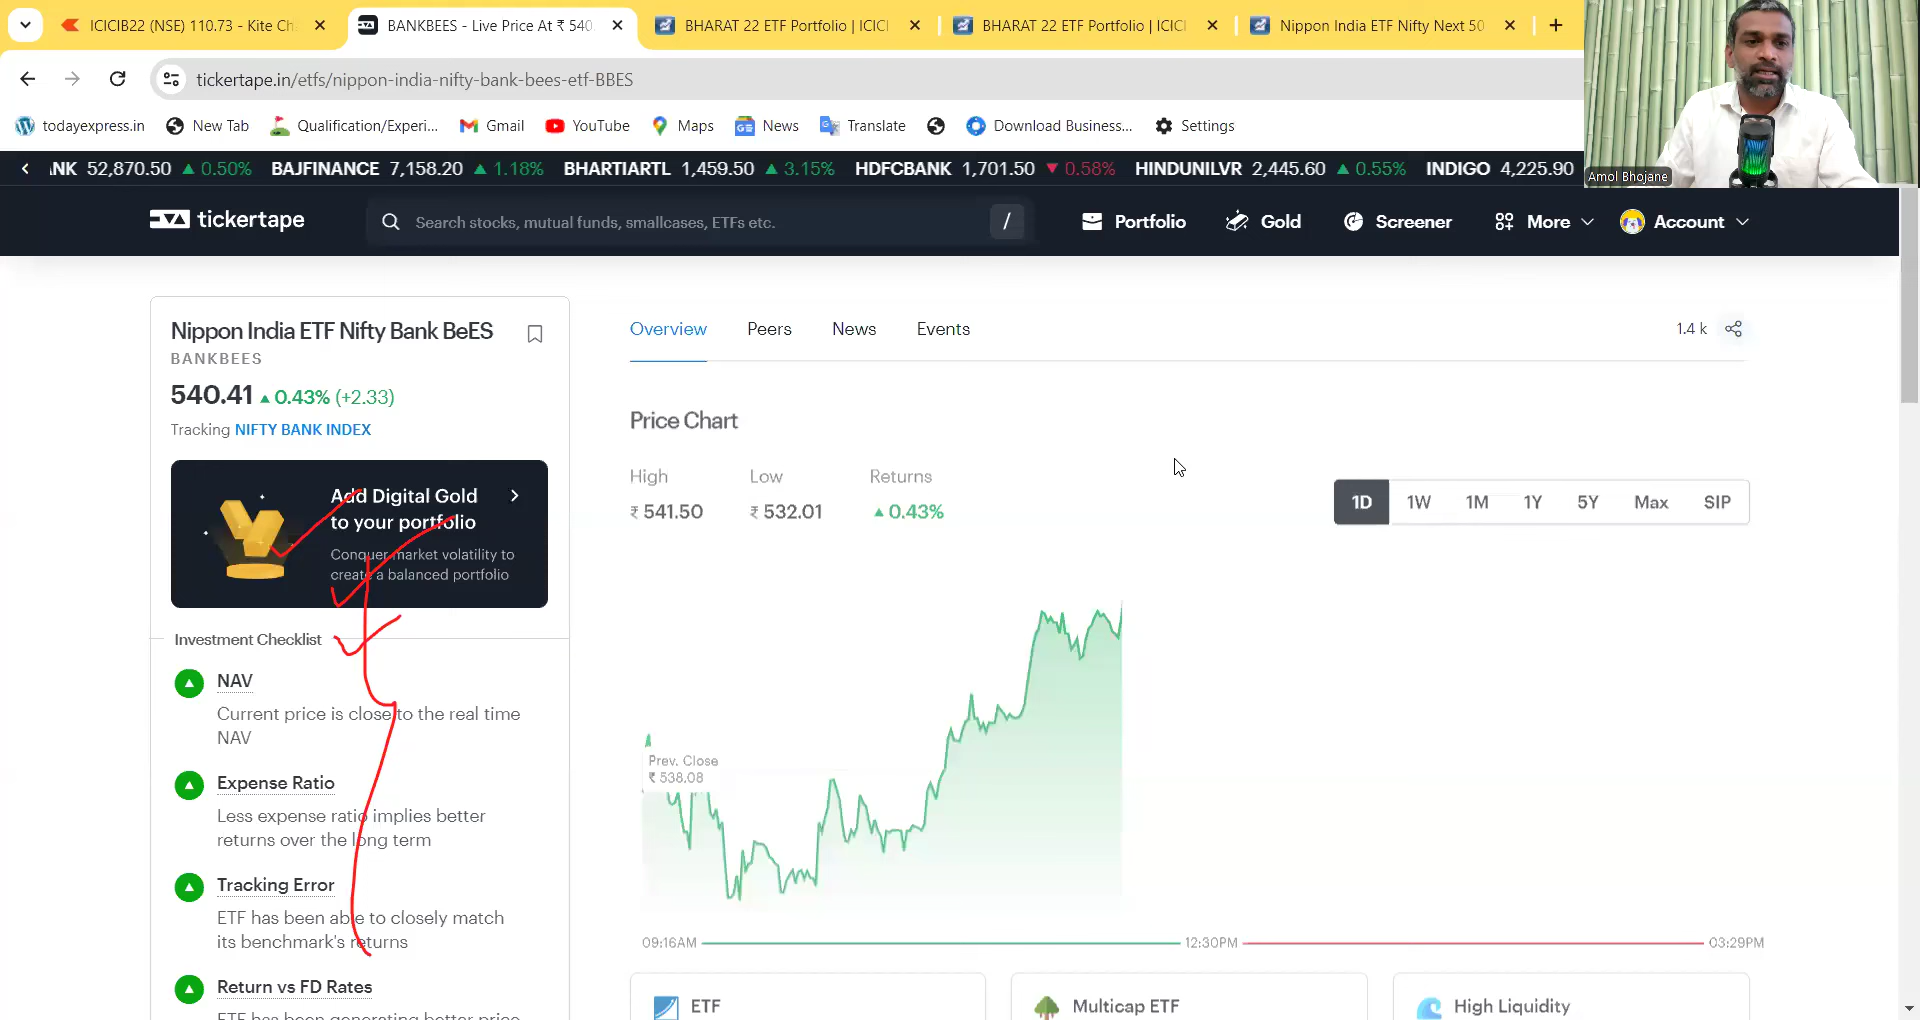 ICICIB22 (NSE) 110.73 - Kite Ch
BANKBEES - Live Price At ₹ 540.
BHARAT 22 ETF Portfolio | ICICI
BHARAT 22 ETF Portfolio | ICICI
Nippon India ETF Nifty Next 50
tickertape.in/etfs/nippon-india-nifty-bank-bees-etf-BBES
todayexpress.in New Tab Qualification/Experi... Gmail YouTube Maps News Translate Download Business... Settings
ANK 52,870.50 ▲ 0.50% BAJFINANCE 7,158.20 ▲ 1.18% BHARTIARTL 1,459.50 ▲ 3.15% HDFCBANK 1,701.50 ▼ 0.58% HINDUNILVR 2,445.60 ▲ 0.55% INDIGO 4,225.90
Amol Bhojane
tickertape
Search stocks, mutual funds, smallcases, ETFs etc. /
Portfolio Gold Screener More Account
Nippon India ETF Nifty Bank BeES
BANKBEES
540.41 ▲ 0.43% (+2.33)
Tracking NIFTY BANK INDEX
Add Digital Gold
to your portfolio
Conquer market volatility to
create a balanced portfolio
Investment Checklist
NAV
Current price is close to the real time
NAV
Expense Ratio
Less expense ratio implies better
returns over the long term
Tracking Error
ETF has been able to closely match
its benchmark's returns
Return vs FD Rates
ETF has been generating better price
Overview Peers News Events
1.4 k
Price Chart
High Low Returns
₹ 541.50 ₹ 532.01 ▲ 0.43%
1D 1W 1M 1Y 5Y Max SIP
Prev. Close
₹ 538.08
09:16AM 12:30PM 03:29PM
ETF Multicap ETF High Liquidity